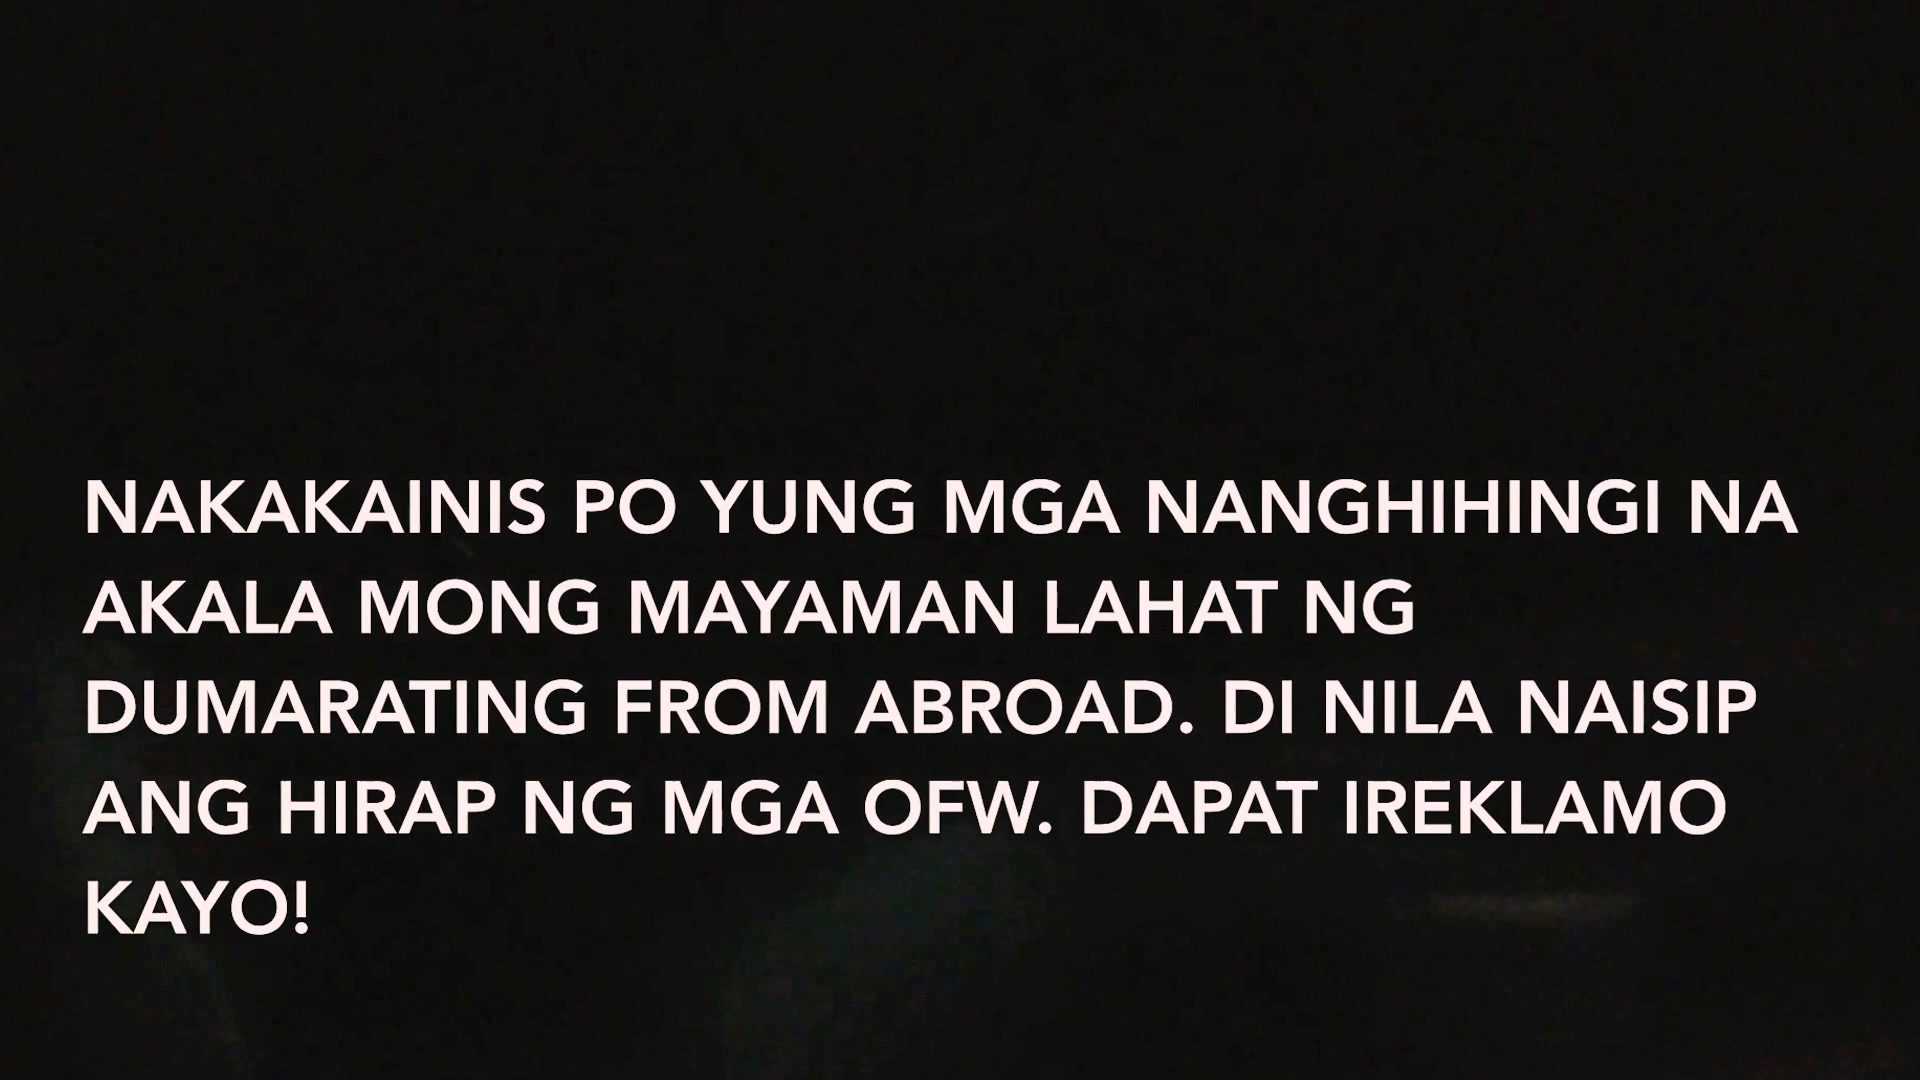 NAKAKAINIS PO YUNG MGA NANGHIHINGI NA
AKALA MONG MAYAMAN LAHAT NG
DUMARATING FROM ABROAD. DI NILA NAISIP
ANG HIRAP NG MGA OFW. DAPAT IREKLAMO
KAYO!